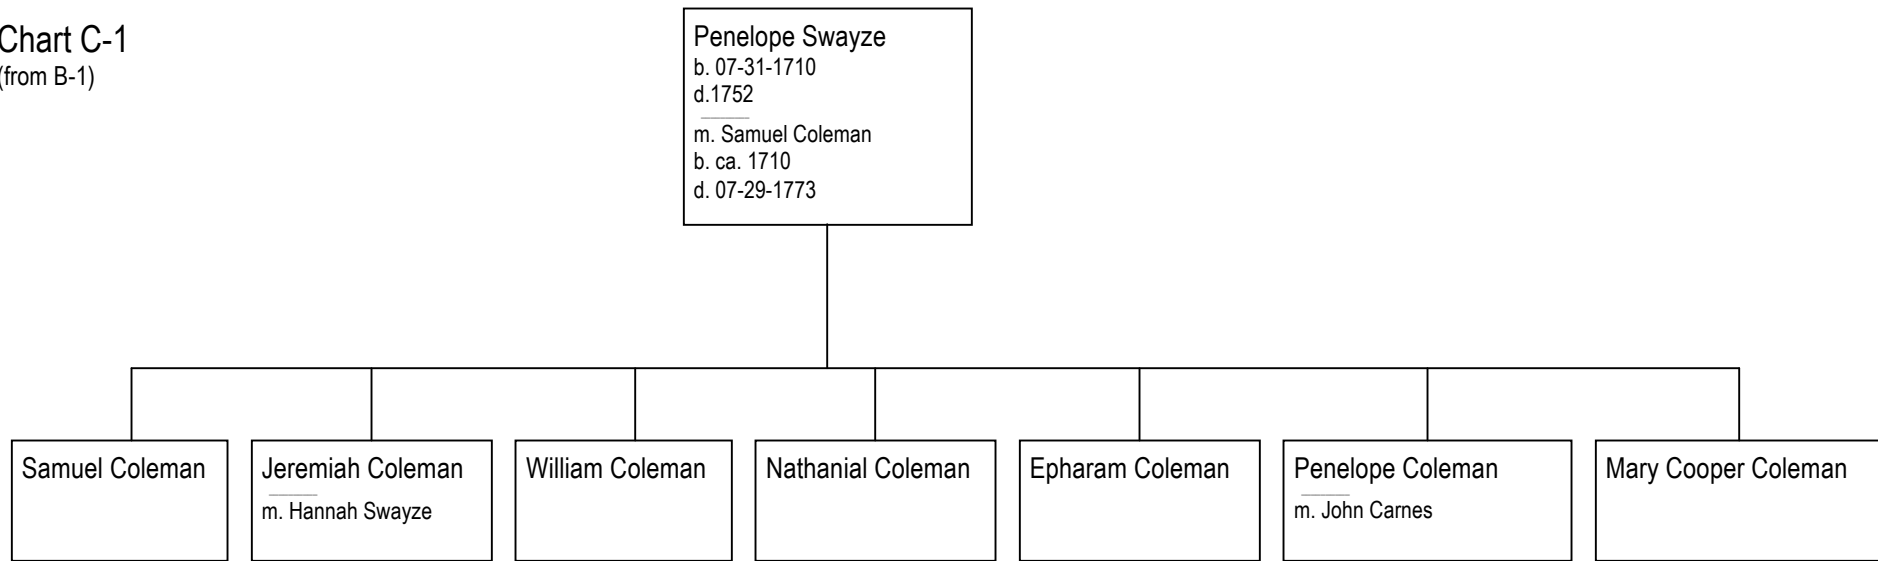 Chart C-1
(from B-1)
Penelope Swayze
b. 07-31-1710
d.1752
m. Samuel Coleman
b. ca. 1710
d. 07-29-1773
Samuel Coleman
Jeremiah Coleman
m. Hannah Swayze
William Coleman
Nathanial Coleman
Epharam Coleman
Penelope Coleman
m. John Carnes
Mary Cooper Coleman